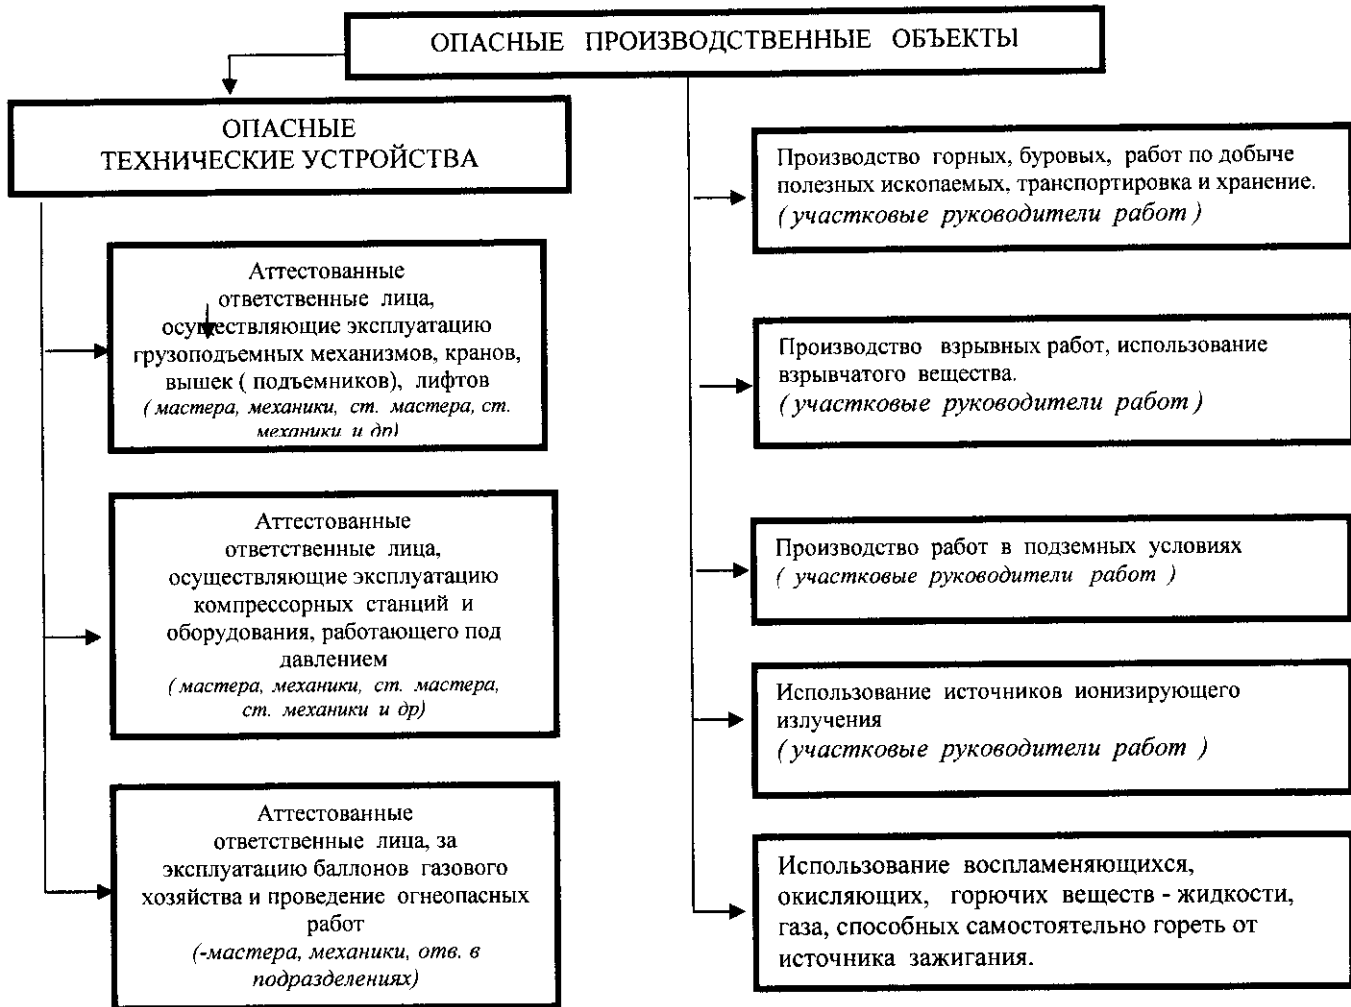 ОПАСНЫЕ ПРОИЗВОДСТВЕННЫЕ ОБЪЕКТЫ
ОПАСНЫЕ
ТЕХНИЧЕСКИЕ УСТРОЙСТВА
Аттестованные
ответственные лица,
осуществляющие эксплуатацию
грузоподъемных механизмов, кранов,
вышек ( подъемников), лифтов
( мастера, механики, ст. мастера, ст.
механики и др)
Аттестованные
ответственные лица,
осуществляющие эксплуатацию
компрессорных станций и
оборудования, работающего под
давлением
( мастера, механики, ст. мастера,
ст. механики и др)
Аттестованные
ответственные лица, за
эксплуатацию баллонов газового
хозяйства и проведение огнеопасных
работ
(-мастера, механики, отв. в
подразделениях)
Производство горных, буровых, работ по добыче
полезных ископаемых, транспортировка и хранение.
( участковые руководители работ )
Производство взрывных работ, использование
взрывчатого вещества.
( участковые руководители работ )
Производство работ в подземных условиях
( участковые руководители работ )
Использование источников ионизирующего
излучения
( участковые руководители работ )
Использование воспламеняющихся,
окисляющих, горючих веществ - жидкости,
газа, способных самостоятельно гореть от
источника зажигания.